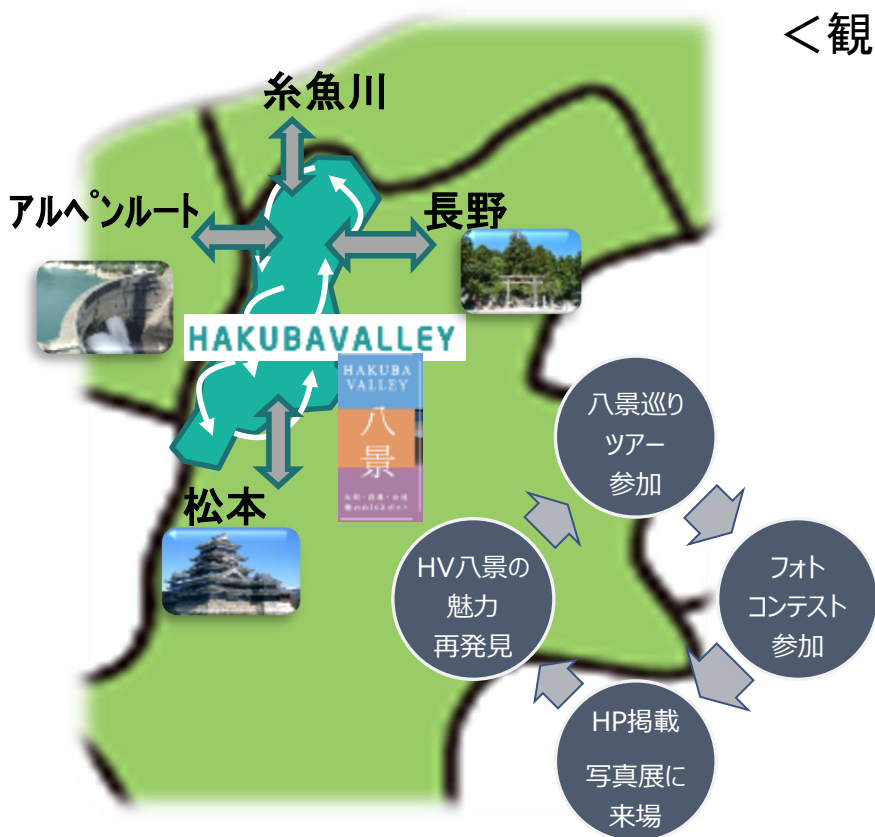 ＜観
糸魚川
アルペンルート
長野
HAKUBAVALLEY
HAKUBA
VALLEY
八
景
松本
八景巡り
ツアー
参加
フォト
コンテスト
参加
HP掲載
写真展に
来場
HV八景の
魅力
再発見